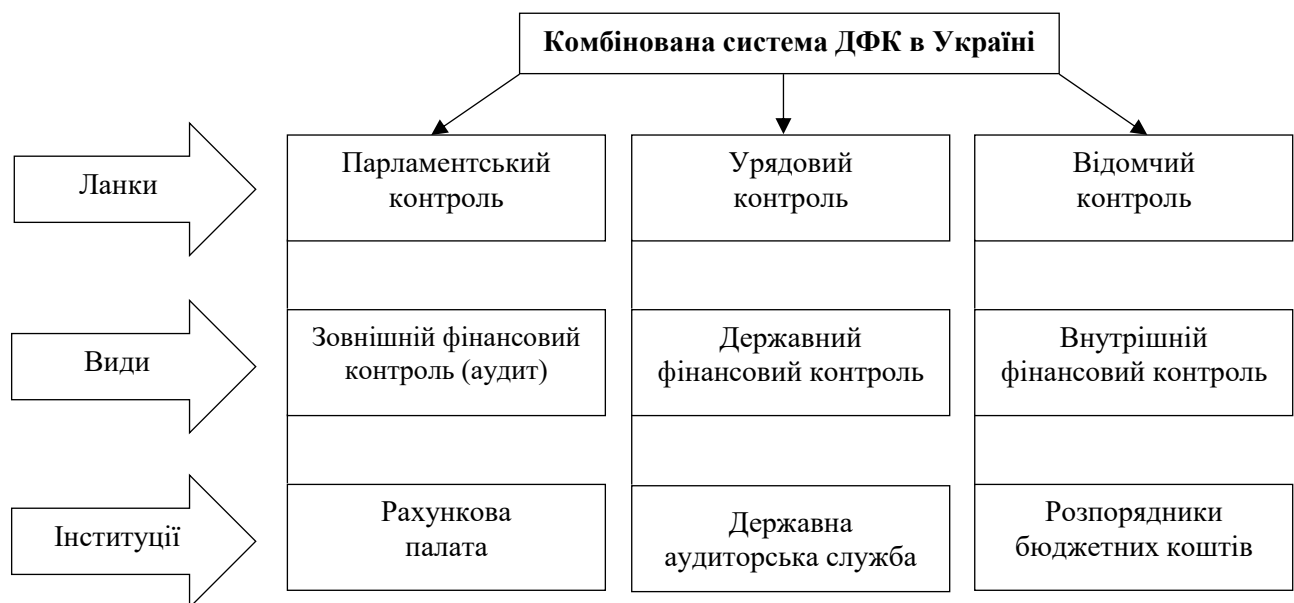 Комбінована система ДФК в Україні
Ланки
Парламентський
контроль
Урядовий
контроль
Відомчий
контроль
Види
Зовнішній фінансовий
контроль (аудит)
Державний
фінансовий контроль
Внутрішній
фінансовий контроль
Інституції
Рахункова
палата
Державна
аудиторська служба
Розпорядники
бюджетних коштів